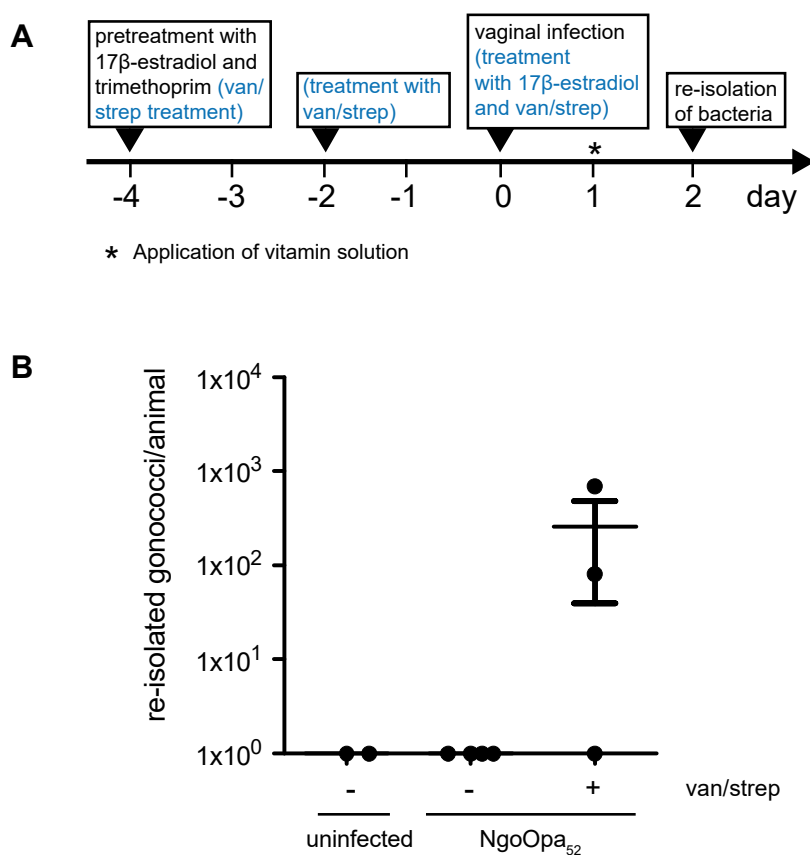 A
pretreatment with
17β-estradiol and
trimethoprim (van/
strep treatment)
(treatment with
van/strep)
vaginal infection
(treatment
with 17β-estradiol
and van/strep)
re-isolation
of bacteria
*
-4 -3 -2 -1 0 1 2 day
* Application of vitamin solution
B
re-isolated gonococci/animal
1x10⁴
1x10³
1x10²
1x10¹
1x10⁰
- - + van/strep
uninfected NgoOpa₅₂